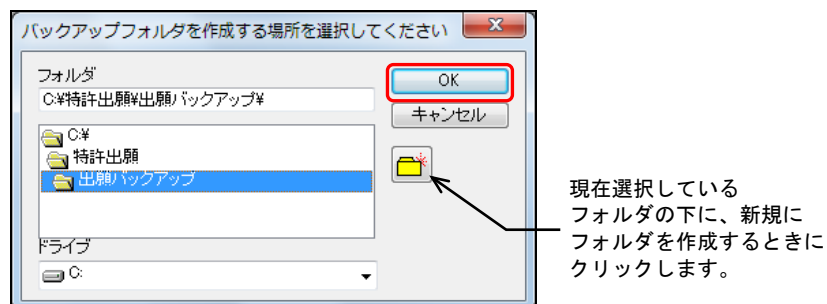 バックアップフォルダを作成する場所を選択してください
フォルダ
C:¥特許出願¥出願バックアップ¥
OK
キャンセル
C:¥
特許出願
出願バックアップ
ドライブ
C:
現在選択している
フォルダの下に、新規に
フォルダを作成するときに
クリックします。